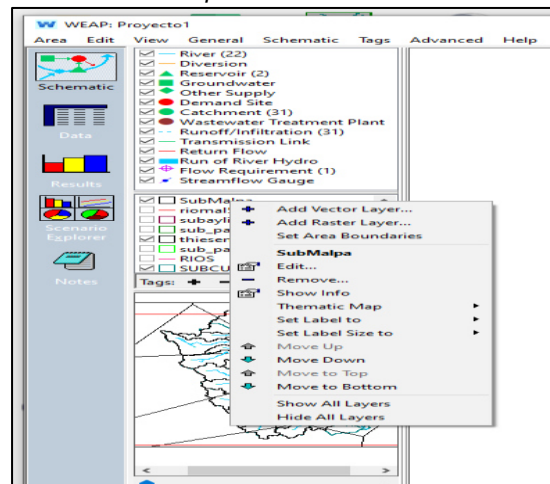 WEAP: Proyecto1
Area Edit View General Schematic Tags Advanced Help
Schematic
Data
Results
Scenario
Explorer
Notes
River (22)
Diversion
Reservoir (2)
Groundwater
Other Supply
Demand Site
Catchment (31)
Wastewater Treatment Plant
Runoff/Infiltration (31)
Transmission Link
Return Flow
Run of River Hydro
Flow Requirement (1)
Streamflow Gauge
SubMalpa
sub_pa
sub_pa
RIOS
SUBCU
Tags:
Add Vector Layer...
Add Raster Layer...
Set Area Boundaries
SubMalpa
Edit...
Remove...
Show Info
Thematic Map
Set Label to
Set Label Size to
Move Up
Move Down
Move to Top
Move to Bottom
Show All Layers
Hide All Layers